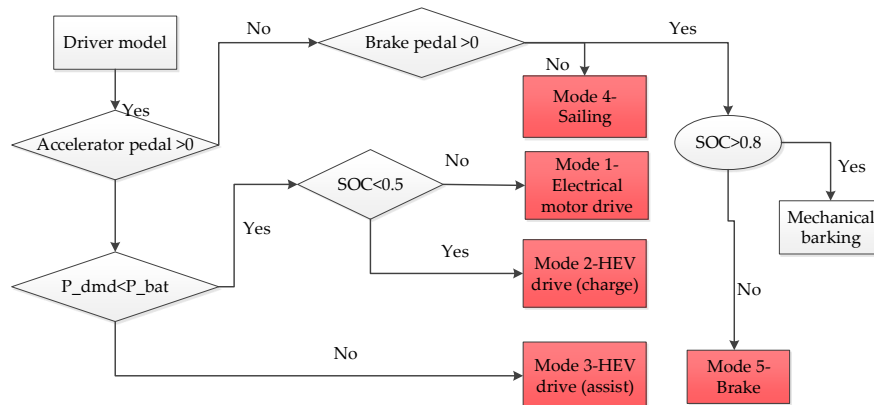 Driver model
No
Brake pedal >0
Yes
No
Yes
Mode 4-
Sailing
Accelerator pedal >0
SOC>0.8
No
Mode 1-
Electrical
motor drive
SOC<0.5
Yes
Yes
Mechanical
barking
Yes
Mode 2-HEV
drive (charge)
P_dmd<P_bat
No
No
Mode 3-HEV
drive (assist)
Mode 5-
Brake